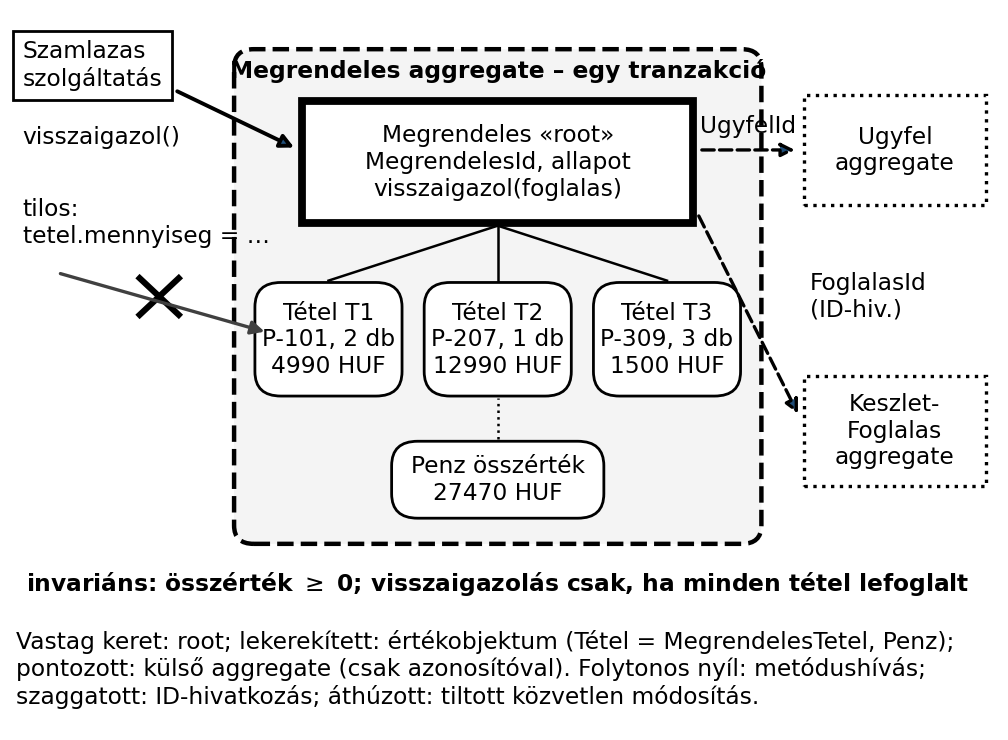 Szamlazas
szolgáltatás
Megrendeles aggregate – egy tranzakció
visszaigazol()
tilos:
tetel.mennyiseg = ...
Megrendeles «root»
MegrendelesId, allapot
visszaigazol(foglalas)
UgyfelId
Ugyfel
aggregate
FoglalasId
(ID-hiv.)
Tétel T1
P-101, 2 db
4990 HUF
Tétel T2
P-207, 1 db
12990 HUF
Tétel T3
P-309, 3 db
1500 HUF
Keszlet-
Foglalas
aggregate
Penz összérték
27470 HUF
invariáns: összérték ≥ 0; visszaigazolás csak, ha minden tétel lefoglalt
Vastag keret: root; lekerekített: értékobjektum (Tétel = MegrendelesTetel, Penz);
pontozott: külső aggregate (csak azonosítóval). Folytonos nyíl: metódushívás;
szaggatott: ID-hivatkozás; áthúzott: tiltott közvetlen módosítás.